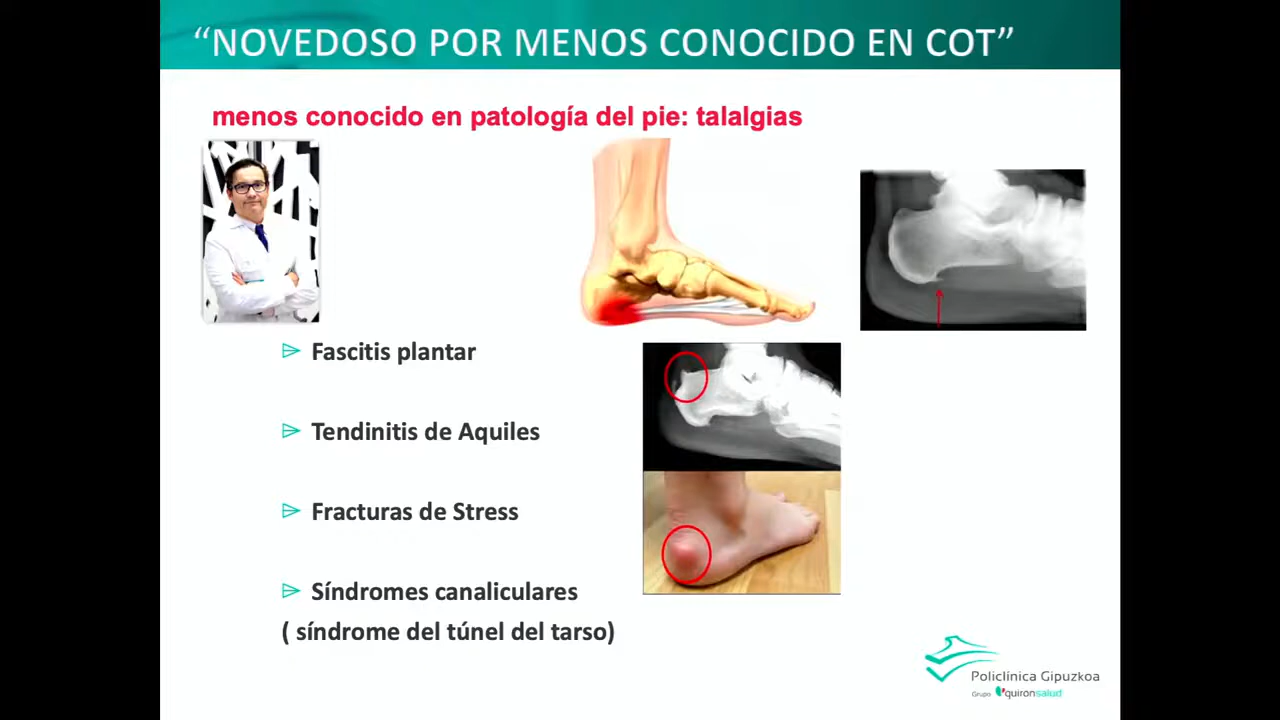 “NOVEDOSO POR MENOS CONOCIDO EN COT”
menos conocido en patología del pie: talalgias
Fascitis plantar
Tendinitis de Aquiles
Fracturas de Stress
Síndromes canaliculares
( síndrome del túnel del tarso)
Policlínica Gipuzkoa
Grupo quironsalud